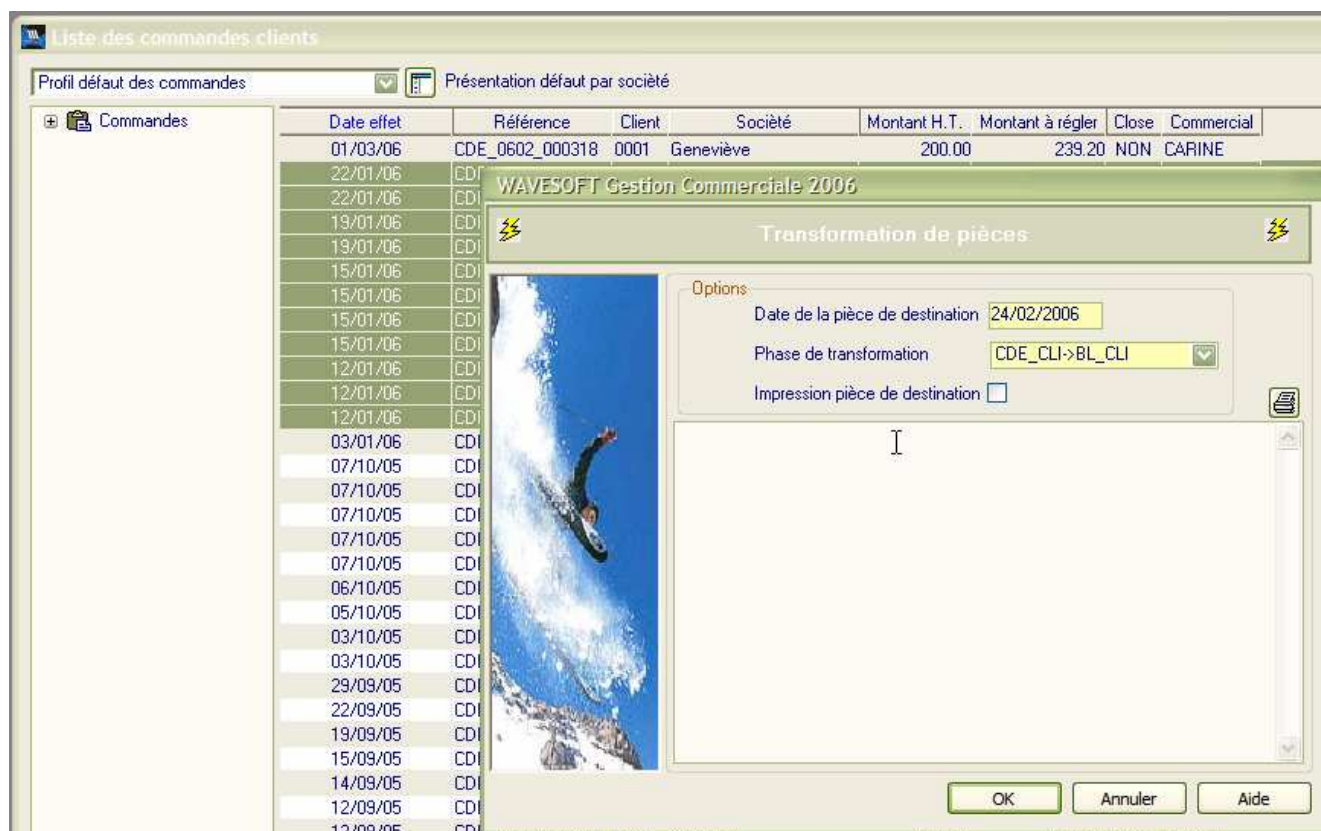 Liste des commandes clients
Profil défaut des commandes Présentation défaut par socièté
Commandes
Date effet Référence Client Socièté Montant H.T. Montant à régler Close Commercial
01/03/06 CDE_0602_000318 0001 Geneviève 200.00 239.20 NON CARINE
22/01/06
22/01/06
19/01/06
19/01/06
15/01/06
15/01/06
15/01/06
15/01/06
12/01/06
12/01/06
12/01/06
03/01/06
07/10/05
07/10/05
07/10/05
07/10/05
07/10/05
06/10/05
05/10/05
03/10/05
03/10/05
29/09/05
22/09/05
19/09/05
15/09/05
14/09/05
12/09/05
WAVESOFT Gestion Commerciale 2006
Transformation de pièces
Options
Date de la pièce de destination 24/02/2006
Phase de transformation CDE_CLI->BL_CLI
Impression pièce de destination
OK Annuler Aide